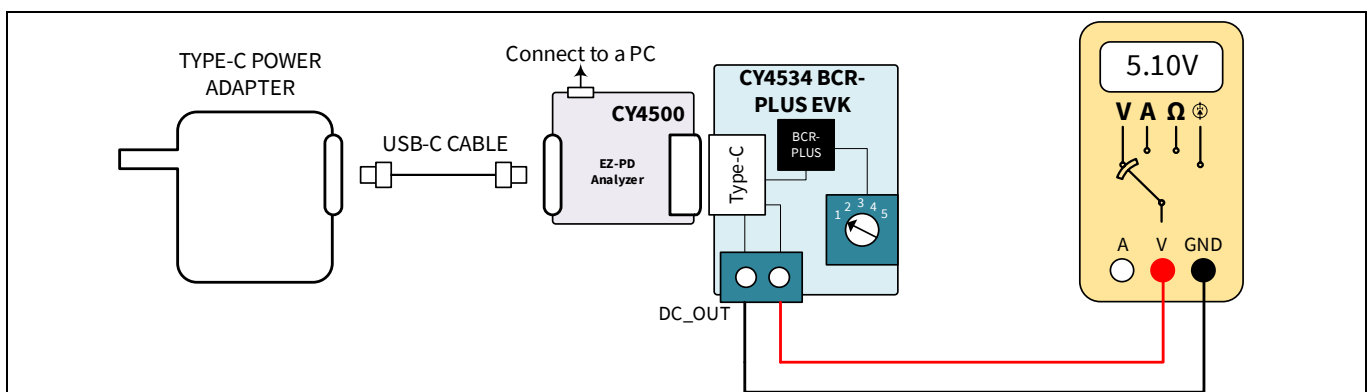 TYPE-C POWER
ADAPTER
USB-C CABLE
Connect to a PC
CY4500
EZ-PD
Analyzer
CY4534 BCR-
PLUS EVK
BCR-
PLUS
Type-C
1 2 3 4 5
DC_OUT
5.10V
V A Ω
A V GND